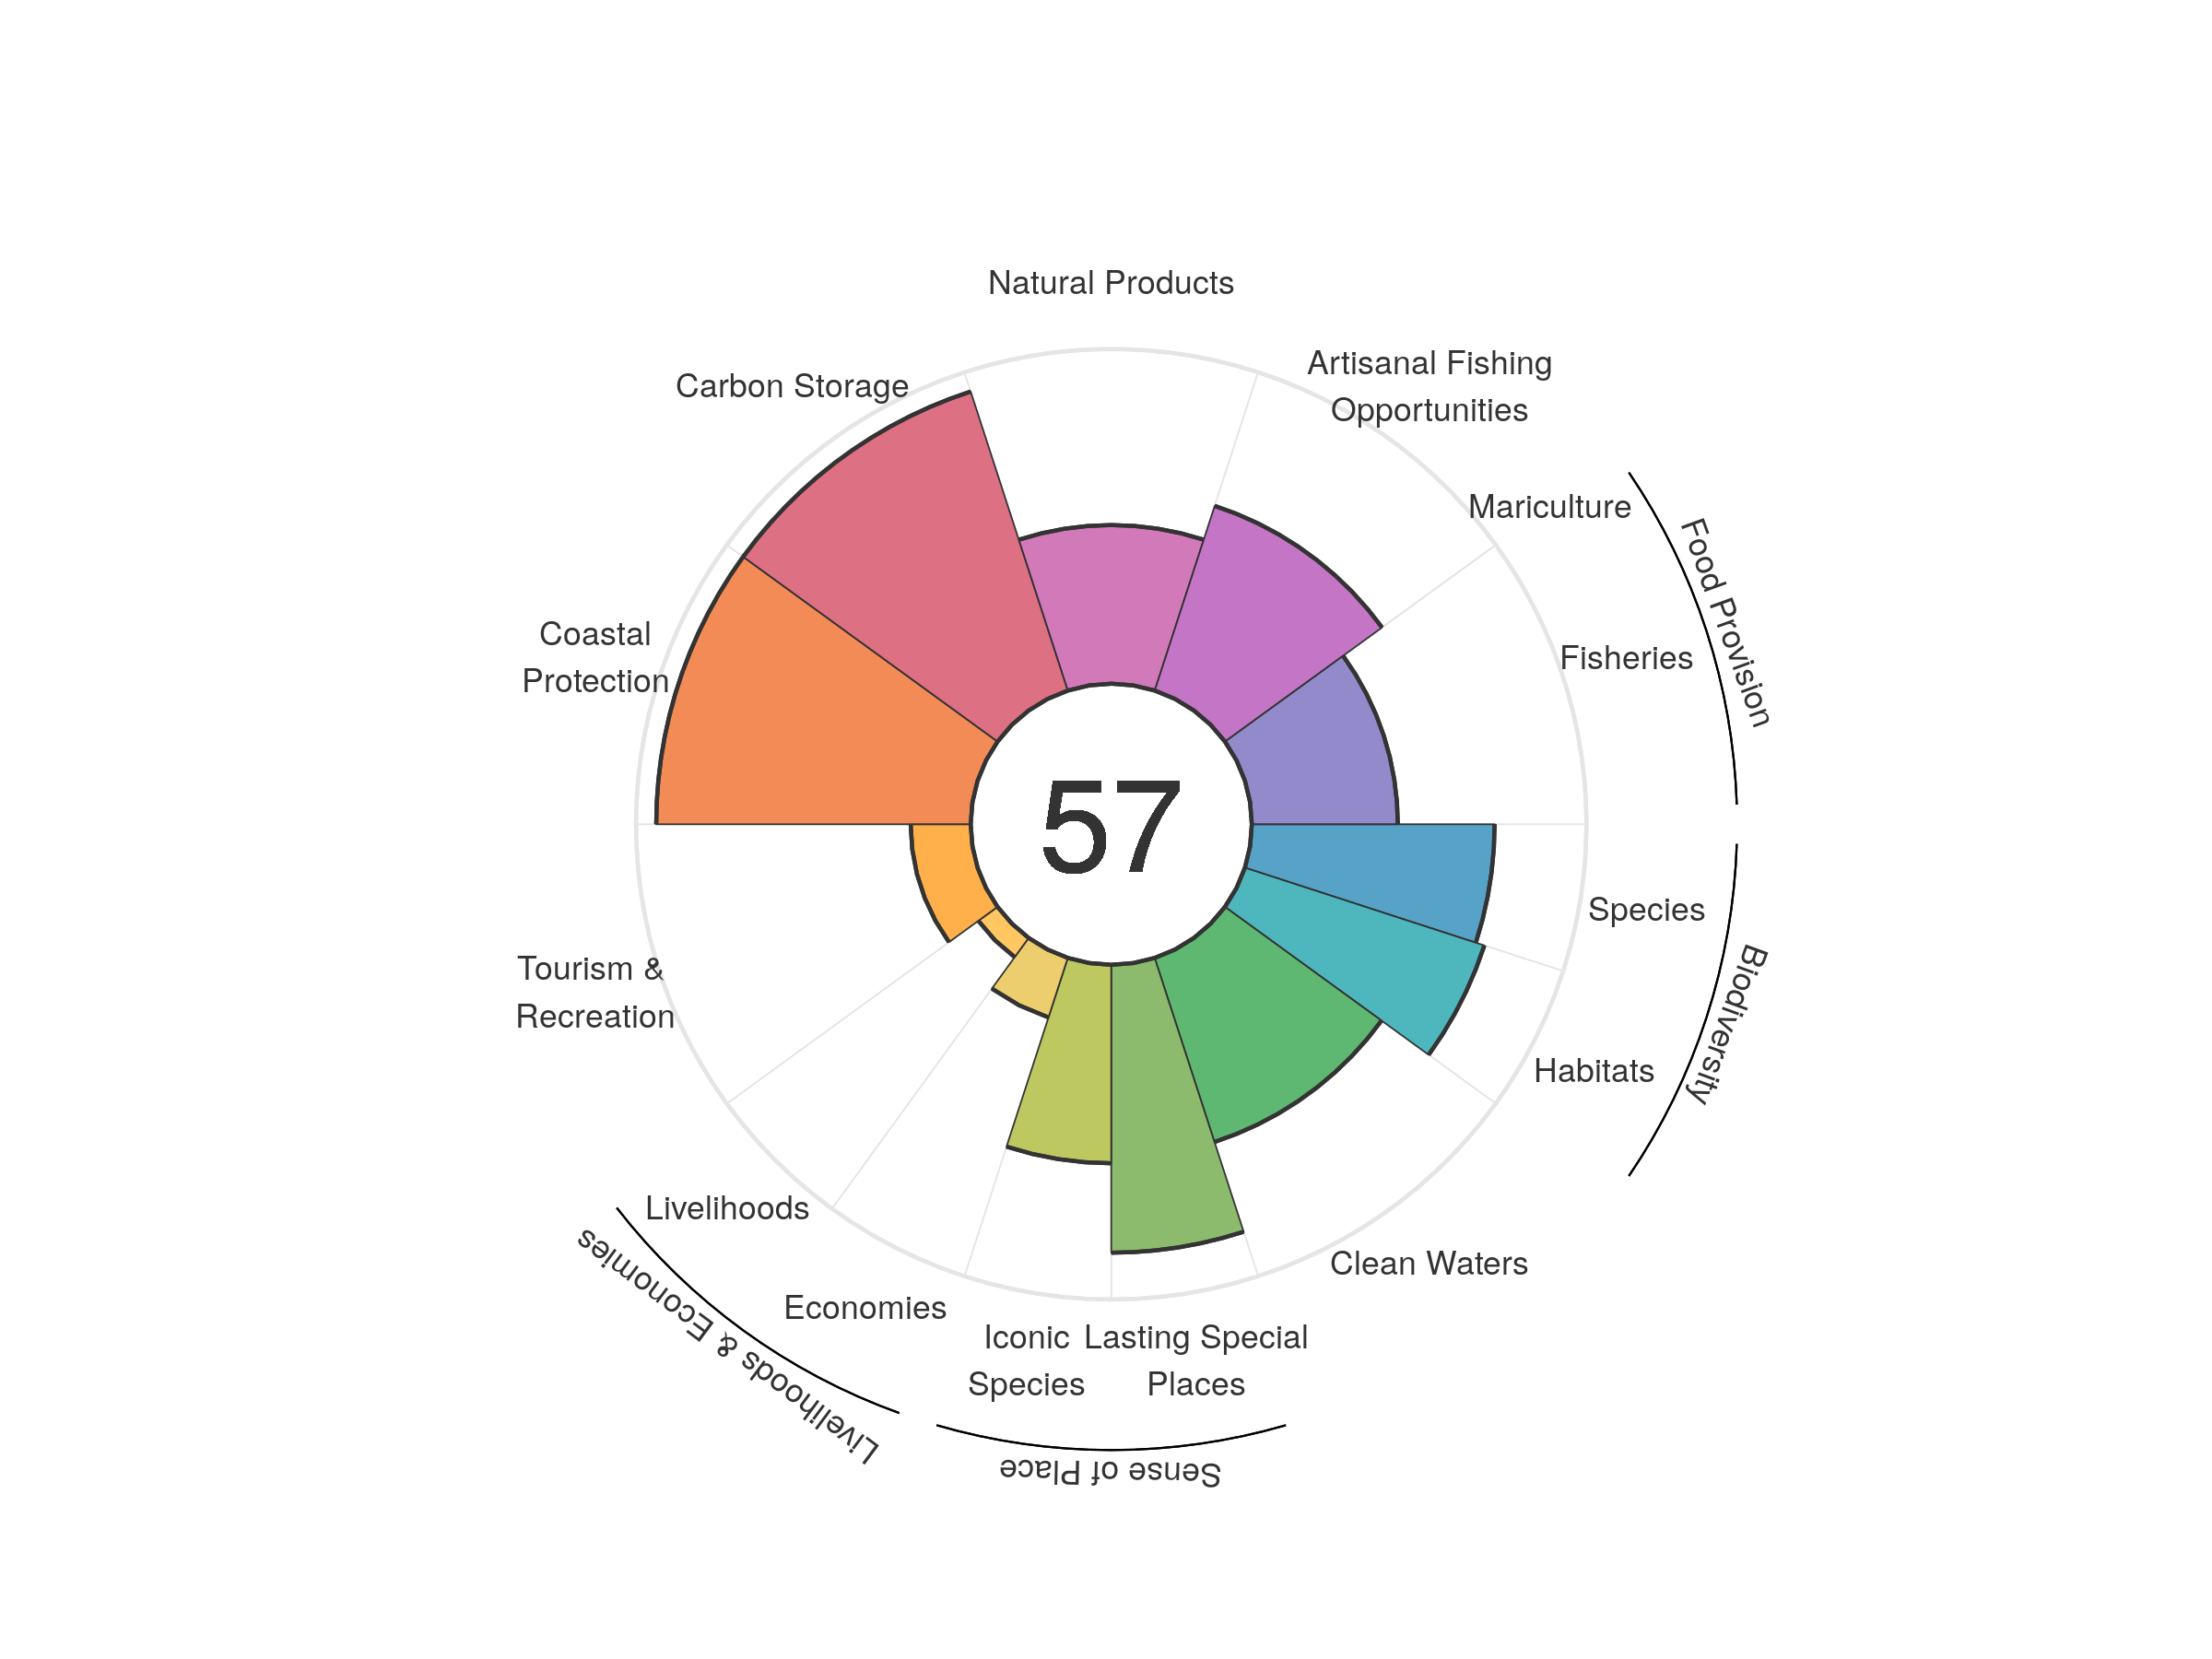 Natural Products
Artisanal Fishing
Opportunities
Carbon Storage
Mariculture
Food Provision
Fisheries
Coastal
Protection
57
Species
Biodiversity
Tourism &
Recreation
Habitats
Livelihoods
Clean Waters
Livelihoods & Economies
Economies
Iconic
Species
Lasting Special
Places
Sense of Place